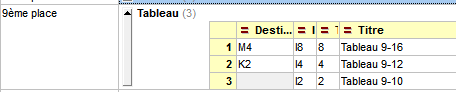 9ème place
Tableau (3)
= Desti... = I = T = Titre
1 M4 I8 8 Tableau 9-16
2 K2 I4 4 Tableau 9-12
3 I2 2 Tableau 9-10